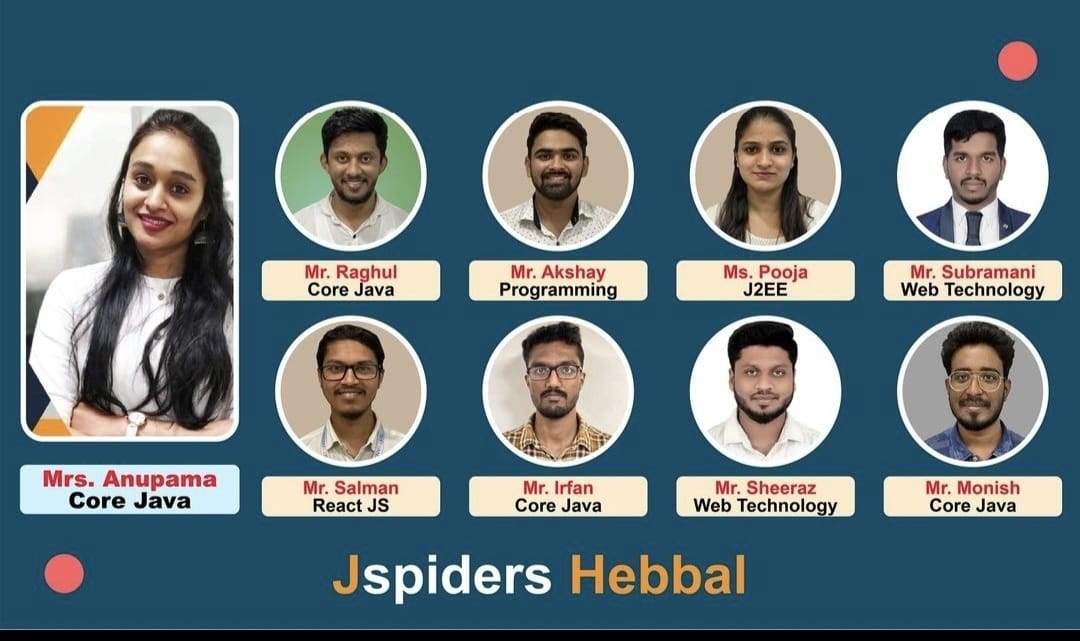 Mrs. Anupama
Core Java
Mr. Raghul
Core Java
Mr. Akshay
Programming
Ms. Pooja
J2EE
Mr. Subramani
Web Technology
Mr. Salman
React JS
Mr. Irfan
Core Java
Mr. Sheeraz
Web Technology
Mr. Monish
Core Java
Jspiders Hebbal